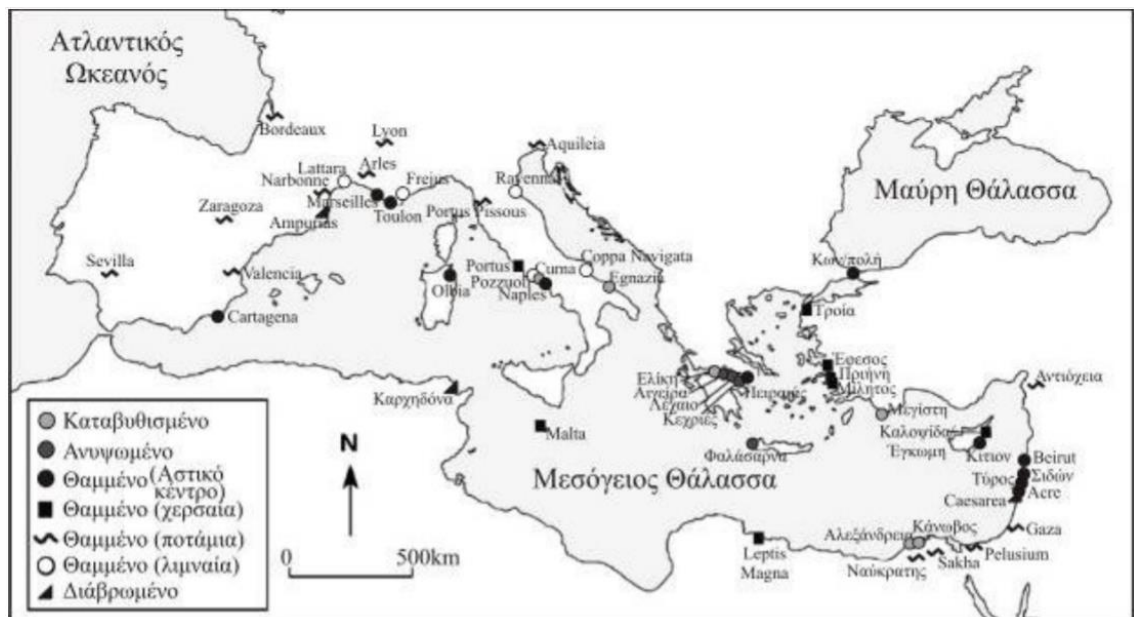 Ατλαντικός
Ωκεανός
Bordeaux
Lyon
Aquileia
Lattara
Arles
Narbonne
Frejus
Ravenna
Marseilles
Μαύρη Θάλασσα
Zaragoza
Ampurias
Toulon
Portus Pissous
Sevilla
Valencia
Portus
Cuma
Coppa Navigata
Κων/πολή
Pozzuoli
Egnazia
Olbia
Naples
Cartagena
Τροία
Έφεσος
Ελίκη
Πριήνη
Αντιόχεια
Αιγείρα
Πειραιάς
Μίλητος
Καρχηδόνα
Λέχαιο
Μεγίστη
Κεχριές
Καλοψίδα
Malta
Έγκωμη
Φαλάσαρνα
Κίτιον
Beirut
Μεσόγειος Θάλασσα
Τύρος
Σιδών
Caesarea
Acre
Αλεξάνδρεια
Κάνωβος
Gaza
Leptis
Magna
Pelusium
Sakha
Ναύκρατης
Καταβυθισμένο
Ανυψωμένο
Θαμμένο (Αστικό
κέντρο)
Θαμμένο (χερσαία)
Θαμμένο (ποτάμια)
Θαμμένο (λιμναία)
Διάβρωμένο
N
0 500km